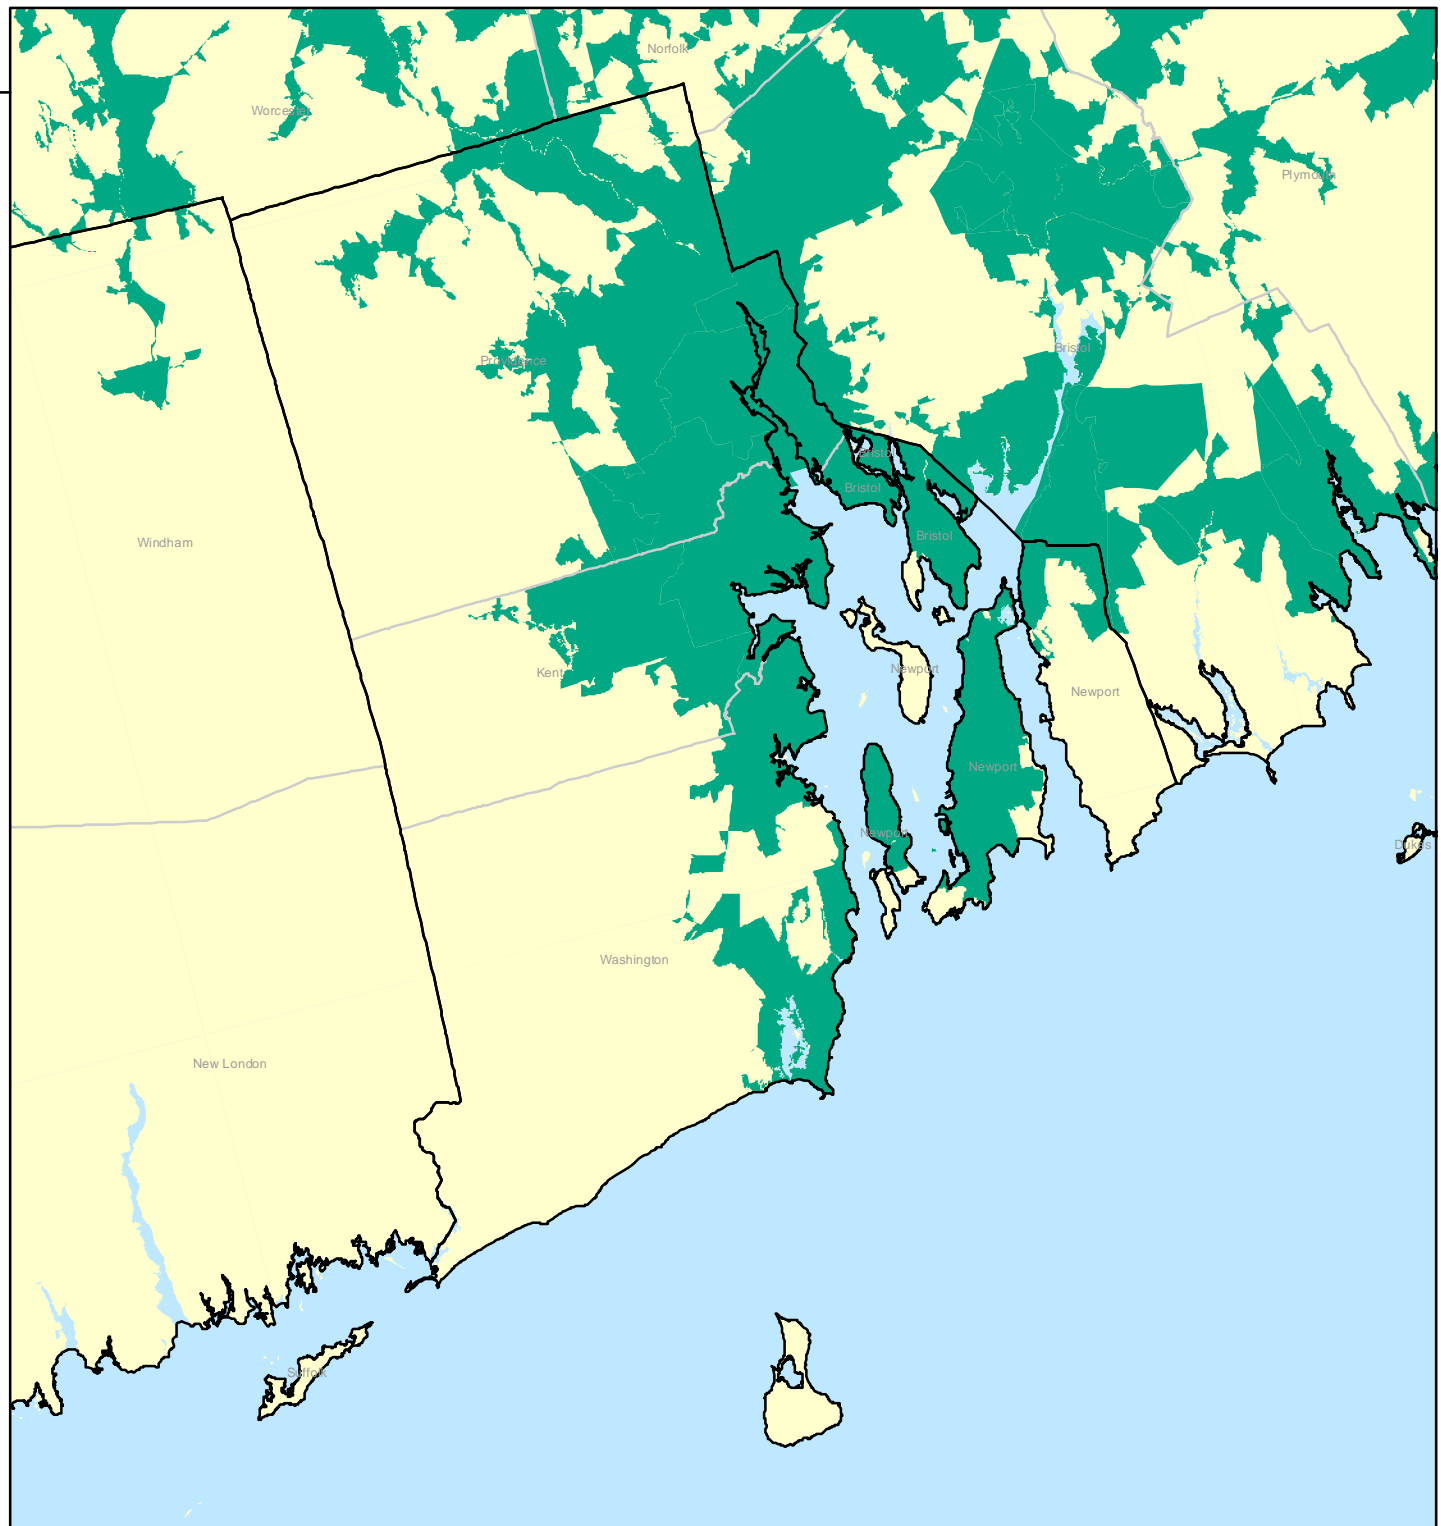 Norfolk
Worcester
Plymouth
Bristol
Providence
Bristol
Bristol
Bristol
Windham
Newport
Kent
Newport
Newport
Newport
Dukes
Washington
New London
Suffolk